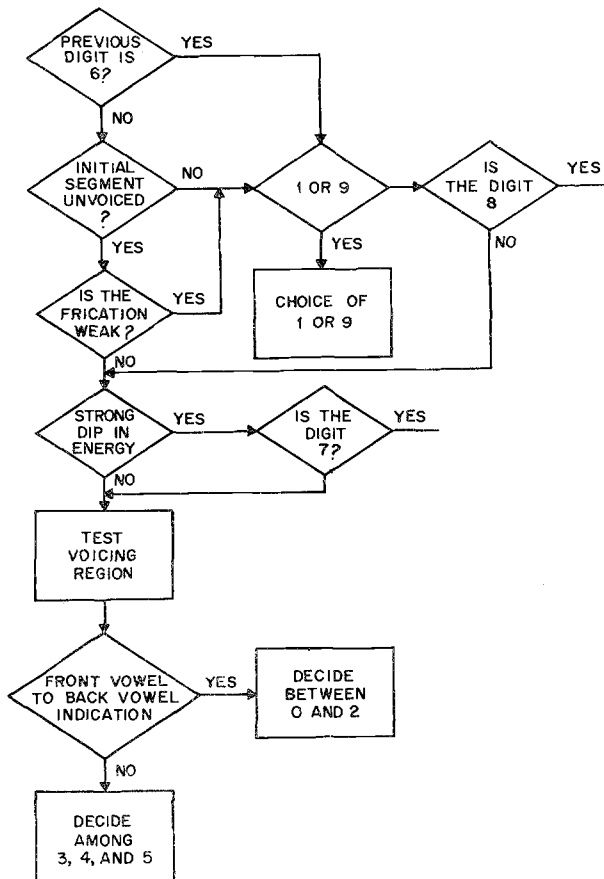 PREVIOUS
DIGIT IS
6?
YES
NO
INITIAL
SEGMENT
UNVOICED
?
NO
YES
IS THE
FRICATION
WEAK?
YES
NO
1 OR 9
YES
CHOICE OF
1 OR 9
IS
THE DIGIT
8
YES
NO
STRONG
DIP IN
ENERGY
YES
NO
IS THE
DIGIT
7?
YES
TEST
VOICING
REGION
FRONT VOWEL
TO BACK VOWEL
INDICATION
YES
NO
DECIDE
BETWEEN
0 AND 2
DECIDE
AMONG
3, 4, AND 5